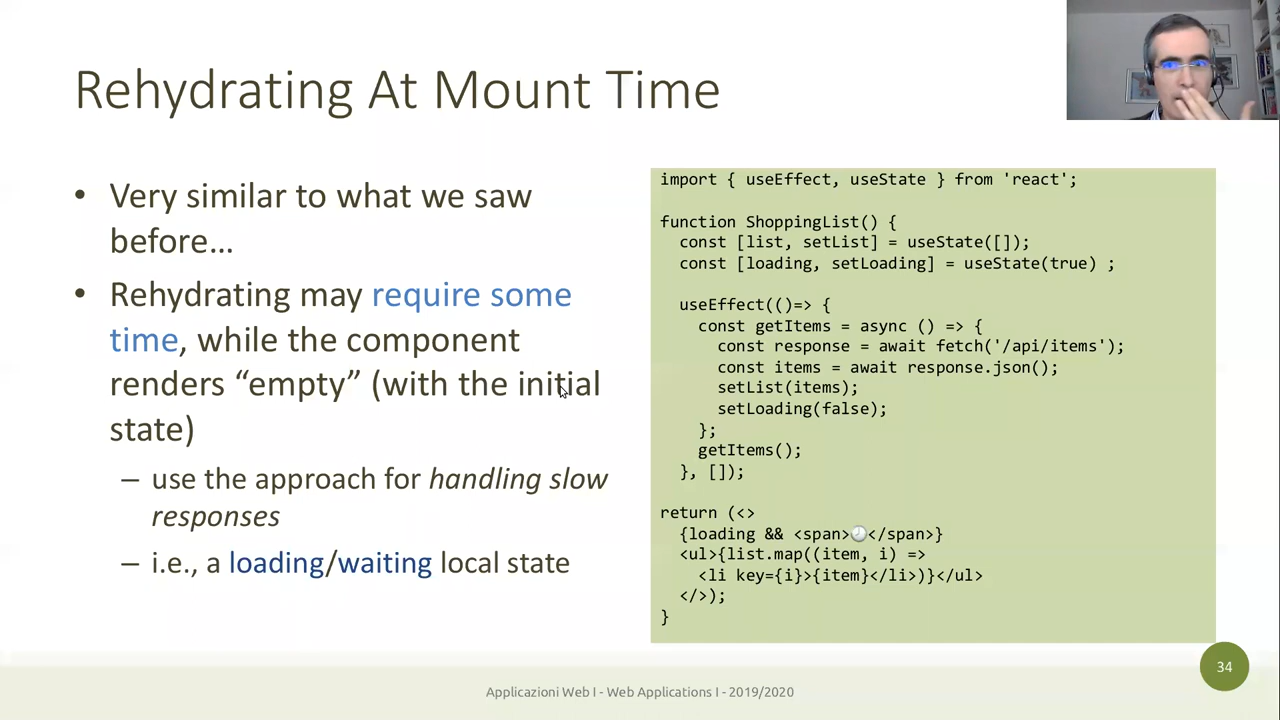 Rehydrating At Mount Time
• Very similar to what we saw
before…
• Rehydrating may require some
time, while the component
renders “empty” (with the initial
state)
– use the approach for handling slow
responses
– i.e., a loading/waiting local state
import { useEffect, useState } from 'react';
function ShoppingList() {
const [list, setList] = useState([]);
const [loading, setLoading] = useState(true) ;
useEffect(()=> {
const getItems = async () => {
const response = await fetch('/api/items');
const items = await response.json();
setList(items);
setLoading(false);
};
getItems();
}, []);
return (<>
{loading && <span>🕗</span>}
<ul>{list.map((item, i) =>
<li key={i}>{item}</li>)}</ul>
</>);
}
34
Applicazioni Web I - Web Applications I - 2019/2020